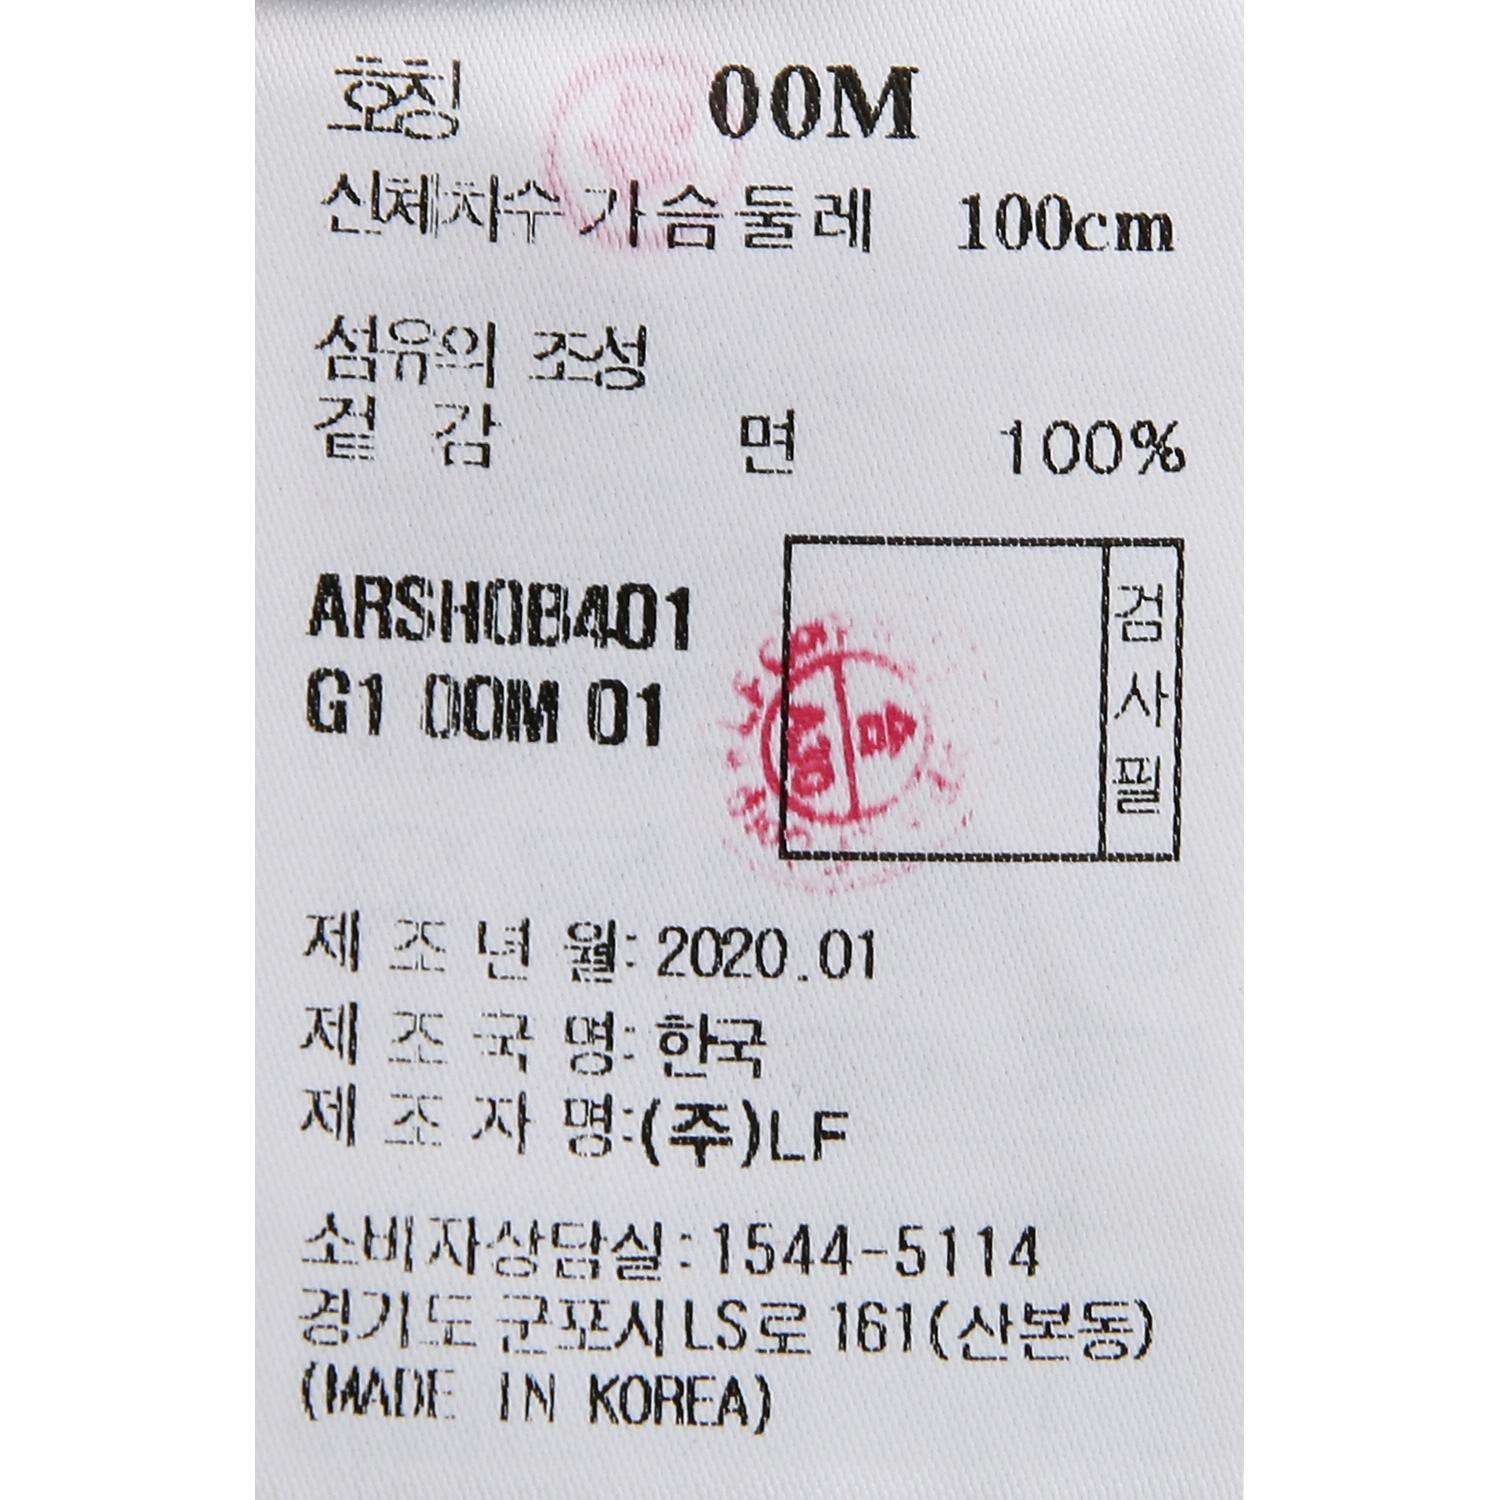 호칭 00M
신체치수 가슴둘레 100cm
섬유의 조성
겉 감 면 100%
ARSH0B401
G1 00M 01
검
사
필
제 조 년 월: 2020.01
제 조 국 명: 한국
제 조 자 명:(주)LF
소비자상담실:1544-5114
경기도 군포시 LS로 161(산본동)
(MADE IN KOREA)